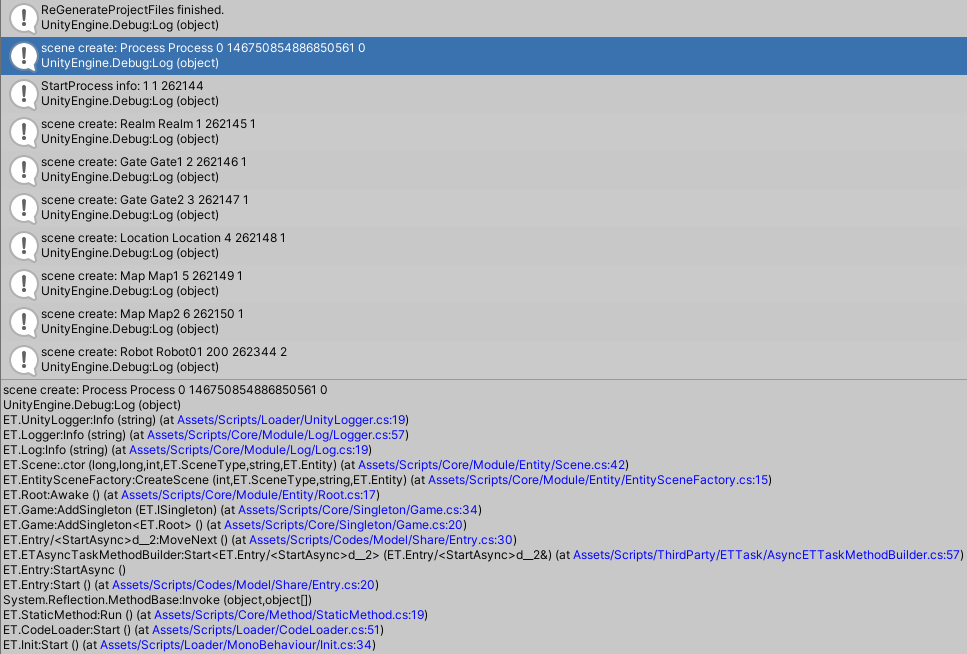 ReGenerateProjectFiles finished.
UnityEngine.Debug:Log (object)
scene create: Process Process 0 146750854886850561 0
UnityEngine.Debug:Log (object)
StartProcess info: 1 1 262144
UnityEngine.Debug:Log (object)
scene create: Realm Realm 1 262145 1
UnityEngine.Debug:Log (object)
scene create: Gate Gate1 2 262146 1
UnityEngine.Debug:Log (object)
scene create: Gate Gate2 3 262147 1
UnityEngine.Debug:Log (object)
scene create: Location Location 4 262148 1
UnityEngine.Debug:Log (object)
scene create: Map Map1 5 262149 1
UnityEngine.Debug:Log (object)
scene create: Map Map2 6 262150 1
UnityEngine.Debug:Log (object)
scene create: Robot Robot01 200 262344 2
UnityEngine.Debug:Log (object)
scene create: Process Process 0 146750854886850561 0
UnityEngine.Debug:Log (object)
ET.UnityLogger:Info (string) (at Assets/Scripts/Loader/UnityLogger.cs:19)
ET.Logger:Info (string) (at Assets/Scripts/Core/Module/Log/Logger.cs:57)
ET.Log:Info (string) (at Assets/Scripts/Core/Module/Log/Log.cs:19)
ET.Scene:.ctor (long,long,int,ET.SceneType,string,ET.Entity) (at Assets/Scripts/Core/Module/Entity/Scene.cs:42)
ET.EntitySceneFactory:CreateScene (int,ET.SceneType,string,ET.Entity) (at Assets/Scripts/Core/Module/Entity/EntitySceneFactory.cs:15)
ET.Root:Awake () (at Assets/Scripts/Core/Module/Entity/Root.cs:17)
ET.Game:AddSingleton (ET.ISingleton) (at Assets/Scripts/Core/Singleton/Game.cs:34)
ET.Game:AddSingleton<ET.Root> () (at Assets/Scripts/Core/Singleton/Game.cs:20)
ET.Entry/<StartAsync>d__2:MoveNext () (at Assets/Scripts/Codes/Model/Share/Entry.cs:30)
ET.ETAsyncTaskMethodBuilder:Start<ET.Entry/<StartAsync>d__2> (ET.Entry/<StartAsync>d__2&) (at Assets/Scripts/ThirdParty/ETTask/AsyncETTaskMethodBuilder.cs:57)
ET.Entry:StartAsync ()
ET.Entry:Start () (at Assets/Scripts/Codes/Model/Share/Entry.cs:20)
System.Reflection.MethodBase:Invoke (object,object[])
ET.StaticMethod:Run () (at Assets/Scripts/Core/Method/StaticMethod.cs:19)
ET.CodeLoader:Start () (at Assets/Scripts/Loader/CodeLoader.cs:51)
ET.Init:Start () (at Assets/Scripts/Loader/MonoBehaviour/Init.cs:34)